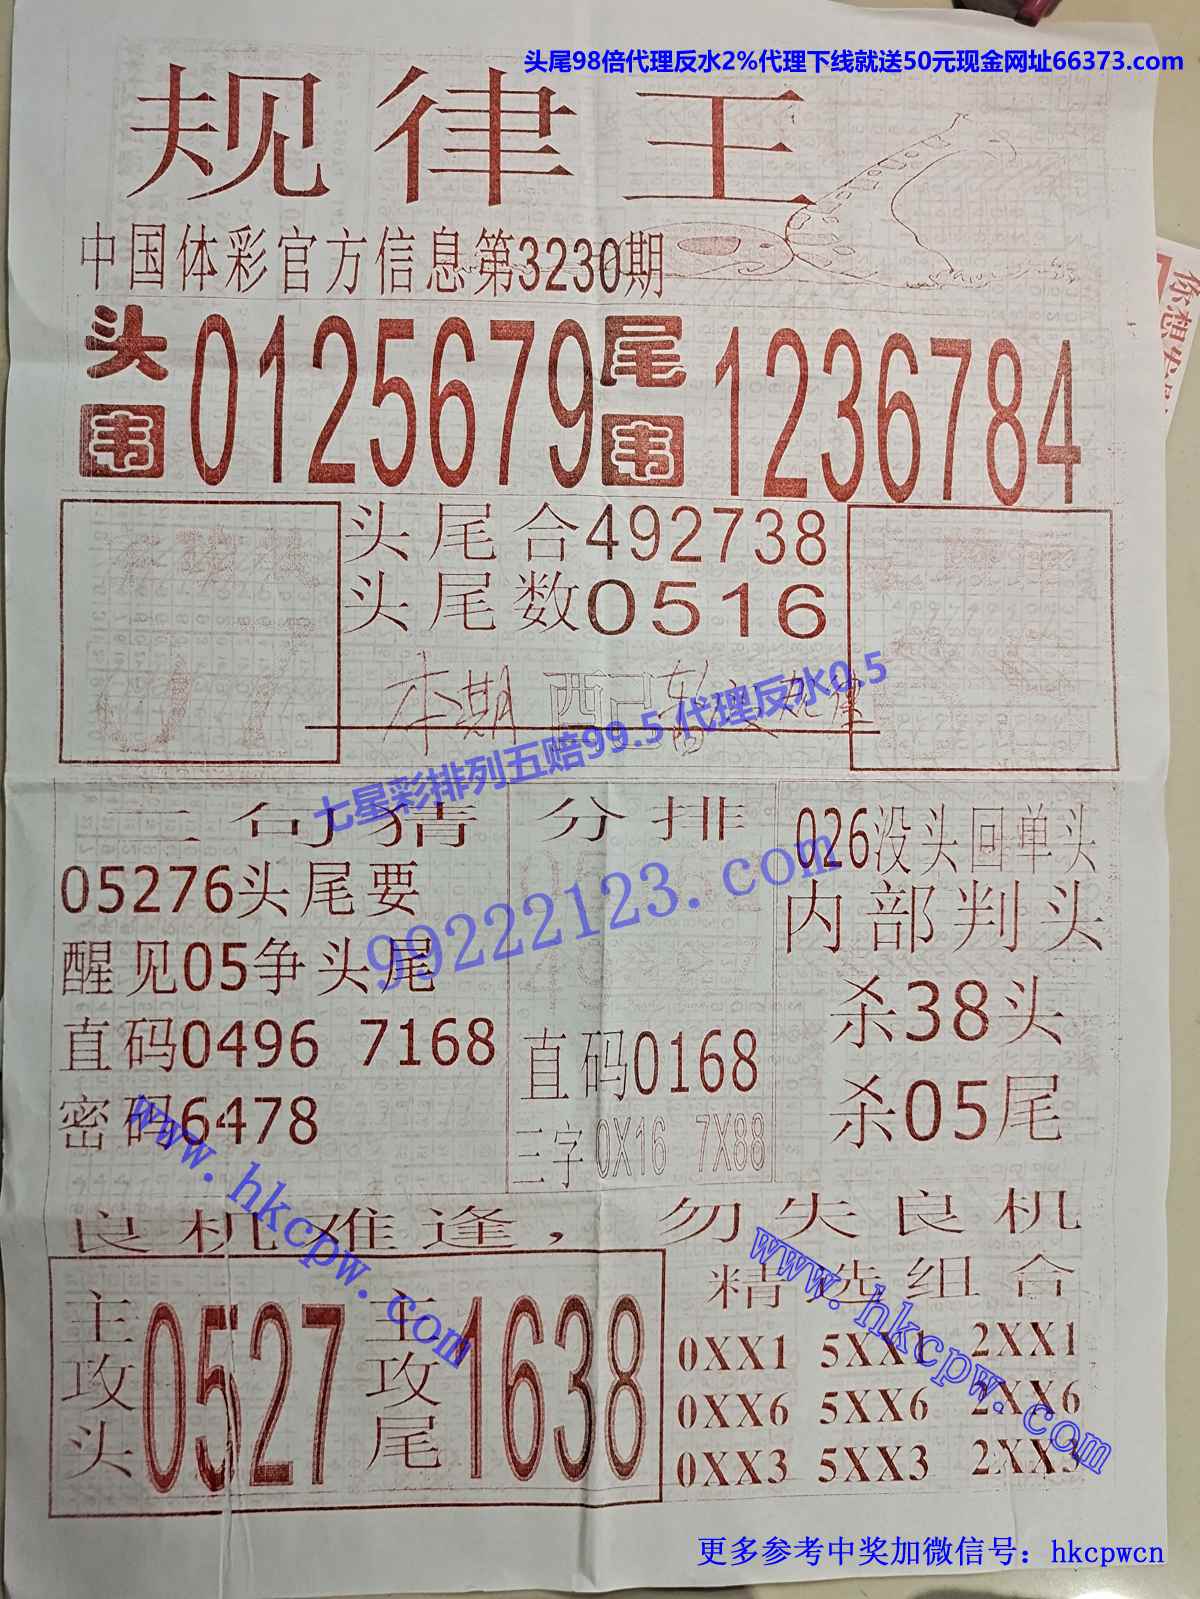 头尾98倍代理反水2%代理下线就送50元现金网址66373.com
规律王
中国体彩官方信息第3230期
头韦 0125679 尾韦 1236784
头尾合492738
头尾数0516
本期
七星彩排列五赔99.5 代理反水0.5
99222123.com
三句猜
05276头尾要
醒见05争头尾
直码0496 7168
密码6478
分排
直码0168
三字0X16 7X88
026没头回单头
内部判头
杀38头
杀05尾
www.hkcpw.com
良机难逢，勿失良机
主攻头 0527 主攻尾 1638
精选组合
0XX1 5XX1 2XX1
0XX6 5XX6 2XX6
0XX3 5XX3 2XX3
www.hkcpw.com
你想发
更多参考中奖加微信号：hkcpwcn